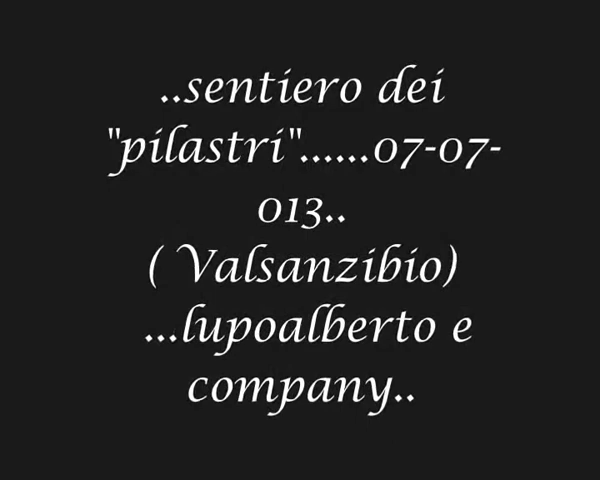 ..sentiero dei
"pilastri"......07-07-
013..
( Valsanzibio)
...lupoalberto e
company..